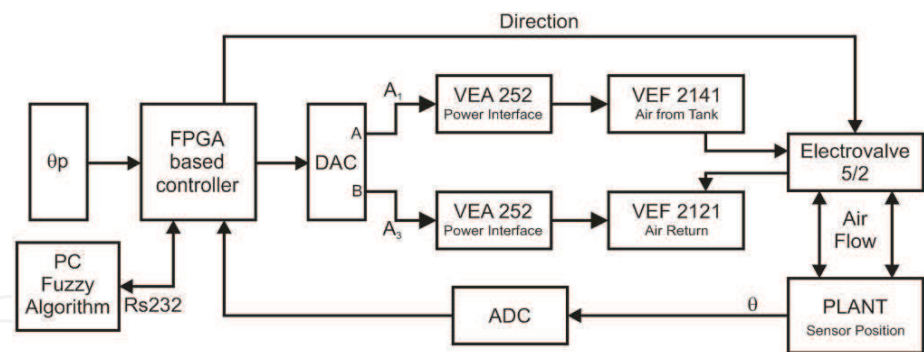 Direction
θp
FPGA
based
controller
DAC
A
B
A₁
A₃
VEA 252
Power Interface
VEF 2141
Air from Tank
VEA 252
Power Interface
VEF 2121
Air Return
Electrovalve
5/2
Air
Flow
PC
Fuzzy
Algorithm
Rs232
ADC
θ
PLANT
Sensor Position